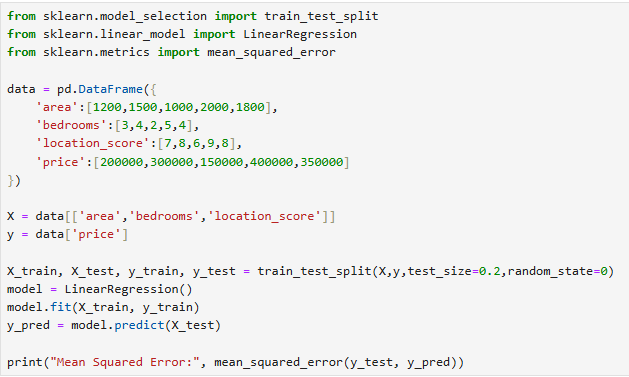 from sklearn.model_selection import train_test_split
from sklearn.linear_model import LinearRegression
from sklearn.metrics import mean_squared_error
data = pd.DataFrame({
'area':[1200,1500,1000,2000,1800],
'bedrooms':[3,4,2,5,4],
'location_score':[7,8,6,9,8],
'price':[200000,300000,150000,400000,350000]
})
X = data[['area','bedrooms','location_score']]
y = data['price']
X_train, X_test, y_train, y_test = train_test_split(X,y,test_size=0.2,random_state=0)
model = LinearRegression()
model.fit(X_train, y_train)
y_pred = model.predict(X_test)
print("Mean Squared Error:", mean_squared_error(y_test, y_pred))